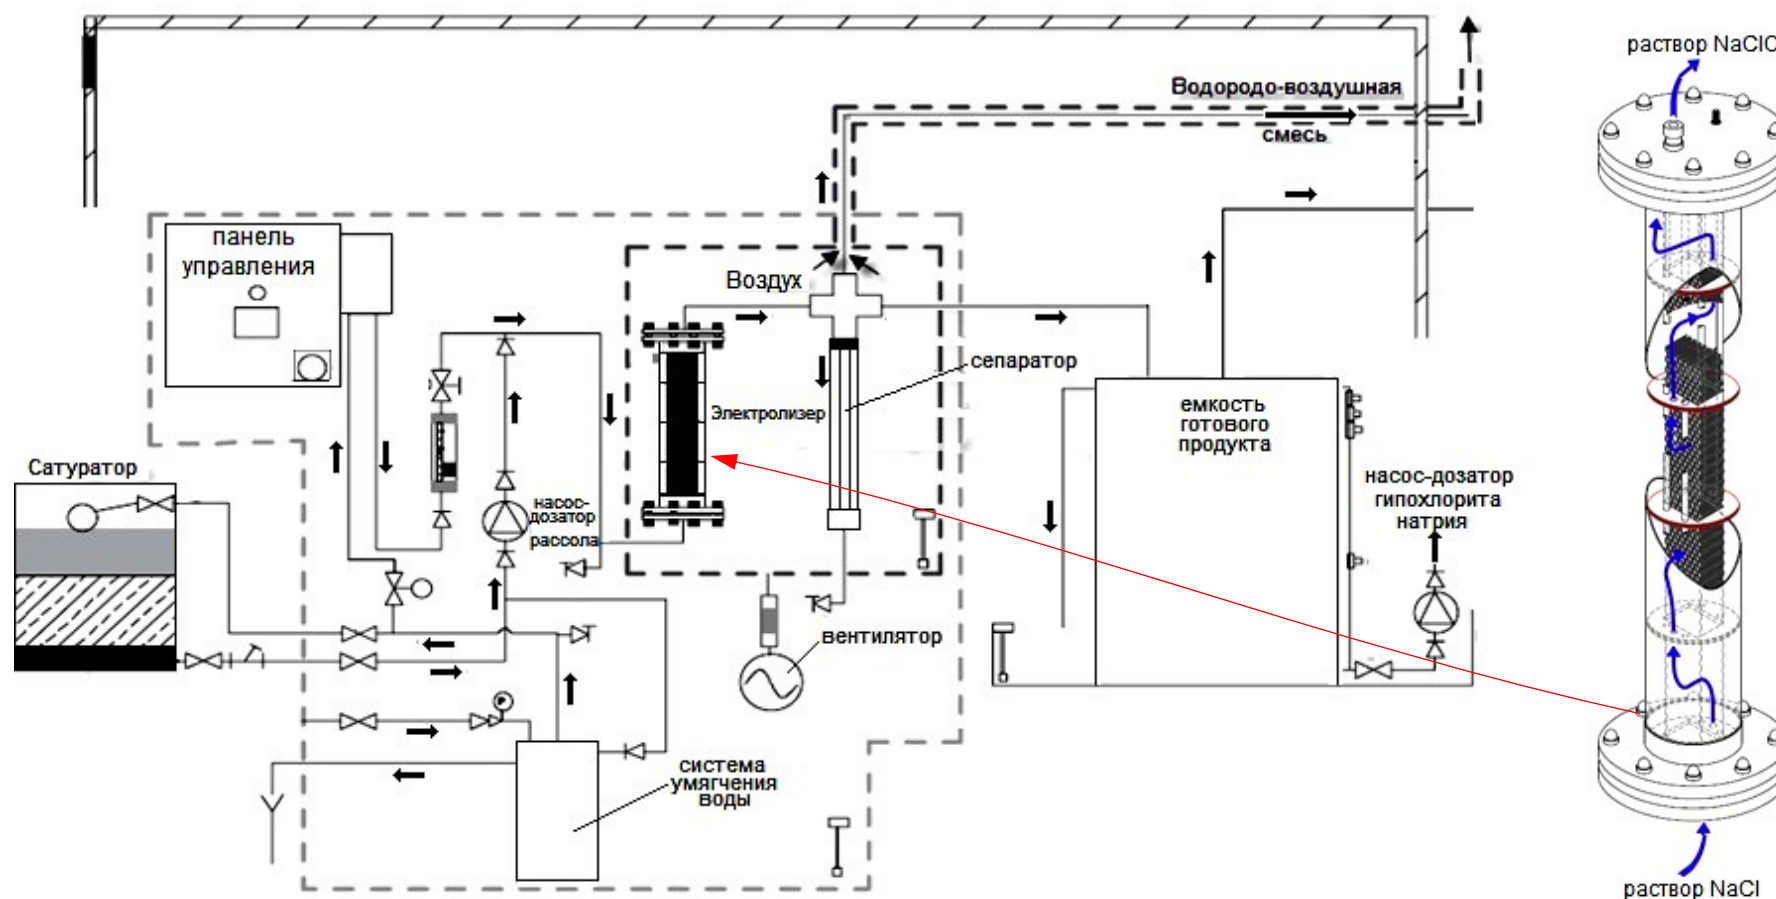 раствор NaClO
Водородо-воздушная
смесь
панель
управления
Воздух
сепаратор
Электролизер
емкость
готового
продукта
Сатуратор
насос-
дозатор
рассола
насос-дозатор
гипохлорита
натрия
вентилятор
система
умягчения
воды
раствор NaCl